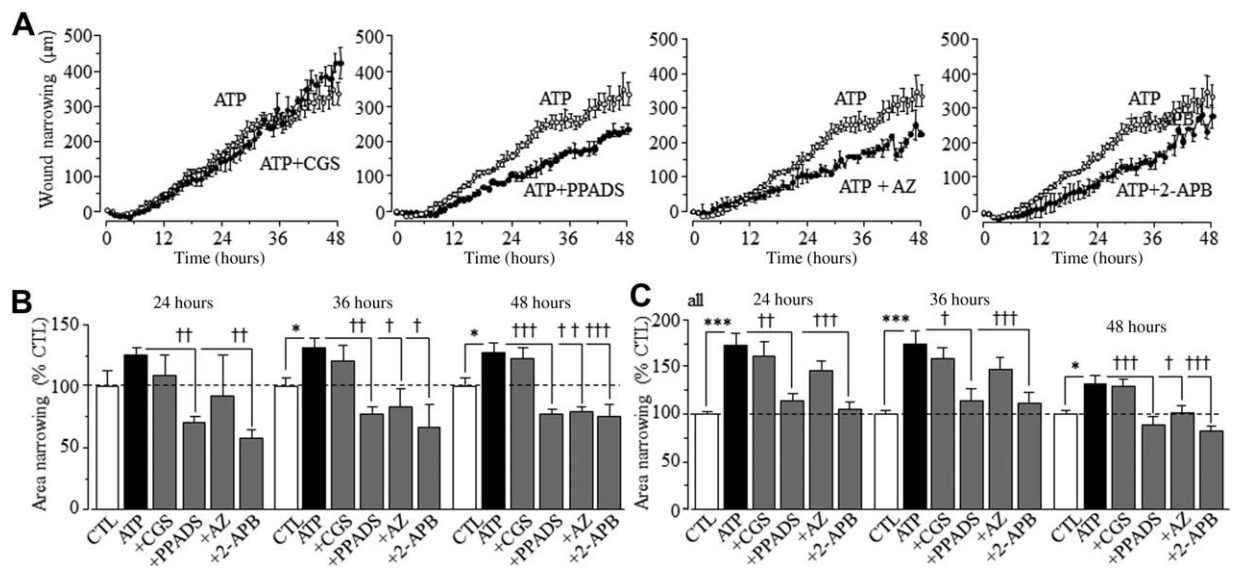 A
Wound narrowing (μm)
500
400
300
200
100
0
ATP
ATP+CGS
0 12 24 36 48
Time (hours)
500
400
300
200
100
0
ATP
ATP+PPADS
0 12 24 36 48
Time (hours)
500
400
300
200
100
0
ATP
ATP + AZ
0 12 24 36 48
Time (hours)
500
400
300
200
100
0
ATP
PB
ATP+2-APB
0 12 24 36 48
Time (hours)
B
Area narrowing (% CTL)
150
100
50
0
24 hours
†† ††
CTL ATP +CGS +PPADS +AZ +2-APB
36 hours
* †† † †
CTL ATP +CGS +PPADS +AZ +2-APB
48 hours
* ††† †† †††
CTL ATP +CGS +PPADS +AZ +2-APB
C
all
Area narrowing (% CTL)
200
150
100
50
0
24 hours
*** †† †††
CTL ATP +CGS +PPADS +AZ +2-APB
36 hours
*** † †††
CTL ATP +CGS +PPADS +AZ +2-APB
48 hours
* ††† † †††
CTL ATP +CGS +PPADS +AZ +2-APB